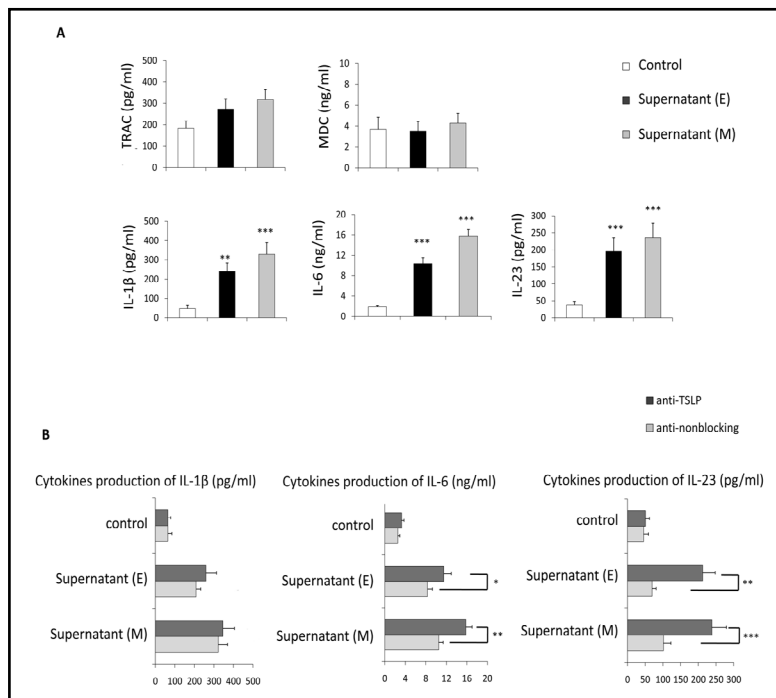 A
TRAC (pg/ml)
500
400
300
200
100
0
MDC (ng/ml)
10
8
6
4
2
0
Control
Supernatant (E)
Supernatant (M)
IL-1β (pg/ml)
500
400
300
200
100
0
**
***
IL-6 (ng/ml)
20
16
12
8
4
0
***
***
IL-23 (pg/ml)
300
250
200
150
100
50
0
***
***
anti-TSLP
anti-nonblocking
B
Cytokines production of IL-1β (pg/ml)
control
Supernatant (E)
Supernatant (M)
0 100 200 300 400 500
Cytokines production of IL-6 (ng/ml)
control
Supernatant (E)
*
Supernatant (M)
**
0 4 8 12 16 20
Cytokines production of IL-23 (pg/ml)
control
Supernatant (E)
**
Supernatant (M)
***
0 50 100 150 200 250 300